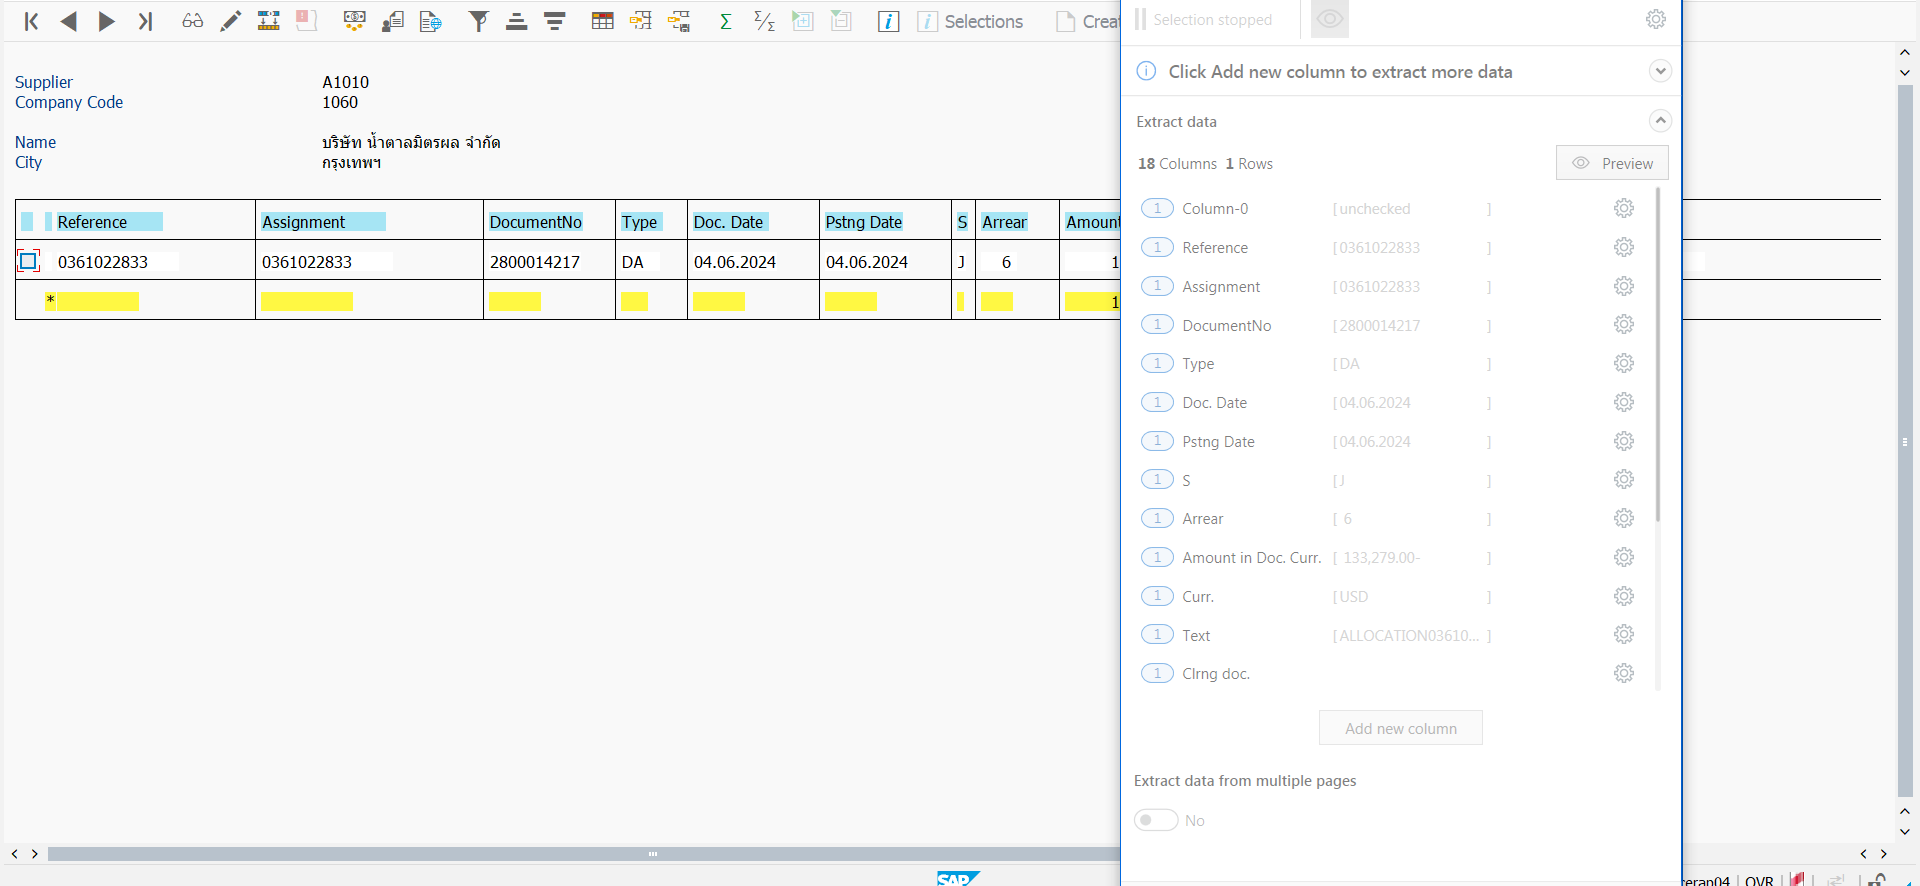 Selections
Creat
Supplier A1010
Company Code 1060
Name บริษัท น้ำตาลมิตรผล จำกัด
City กรุงเทพฯ
Reference Assignment DocumentNo Type Doc. Date Pstng Date S Arrear Amount
0361022833 0361022833 2800014217 DA 04.06.2024 04.06.2024 J 6 1
* 1
SAP
Selection stopped
Click Add new column to extract more data
Extract data
18 Columns 1 Rows Preview
1 Column-0 [unchecked ]
1 Reference [0361022833 ]
1 Assignment [0361022833 ]
1 DocumentNo [2800014217 ]
1 Type [DA ]
1 Doc. Date [04.06.2024 ]
1 Pstng Date [04.06.2024 ]
1 S [J ]
1 Arrear [ 6 ]
1 Amount in Doc. Curr. [ 133,279.00- ]
1 Curr. [USD ]
1 Text [ALLOCATION03610... ]
1 Clrng doc.
Add new column
Extract data from multiple pages
No
cerap04 OVR